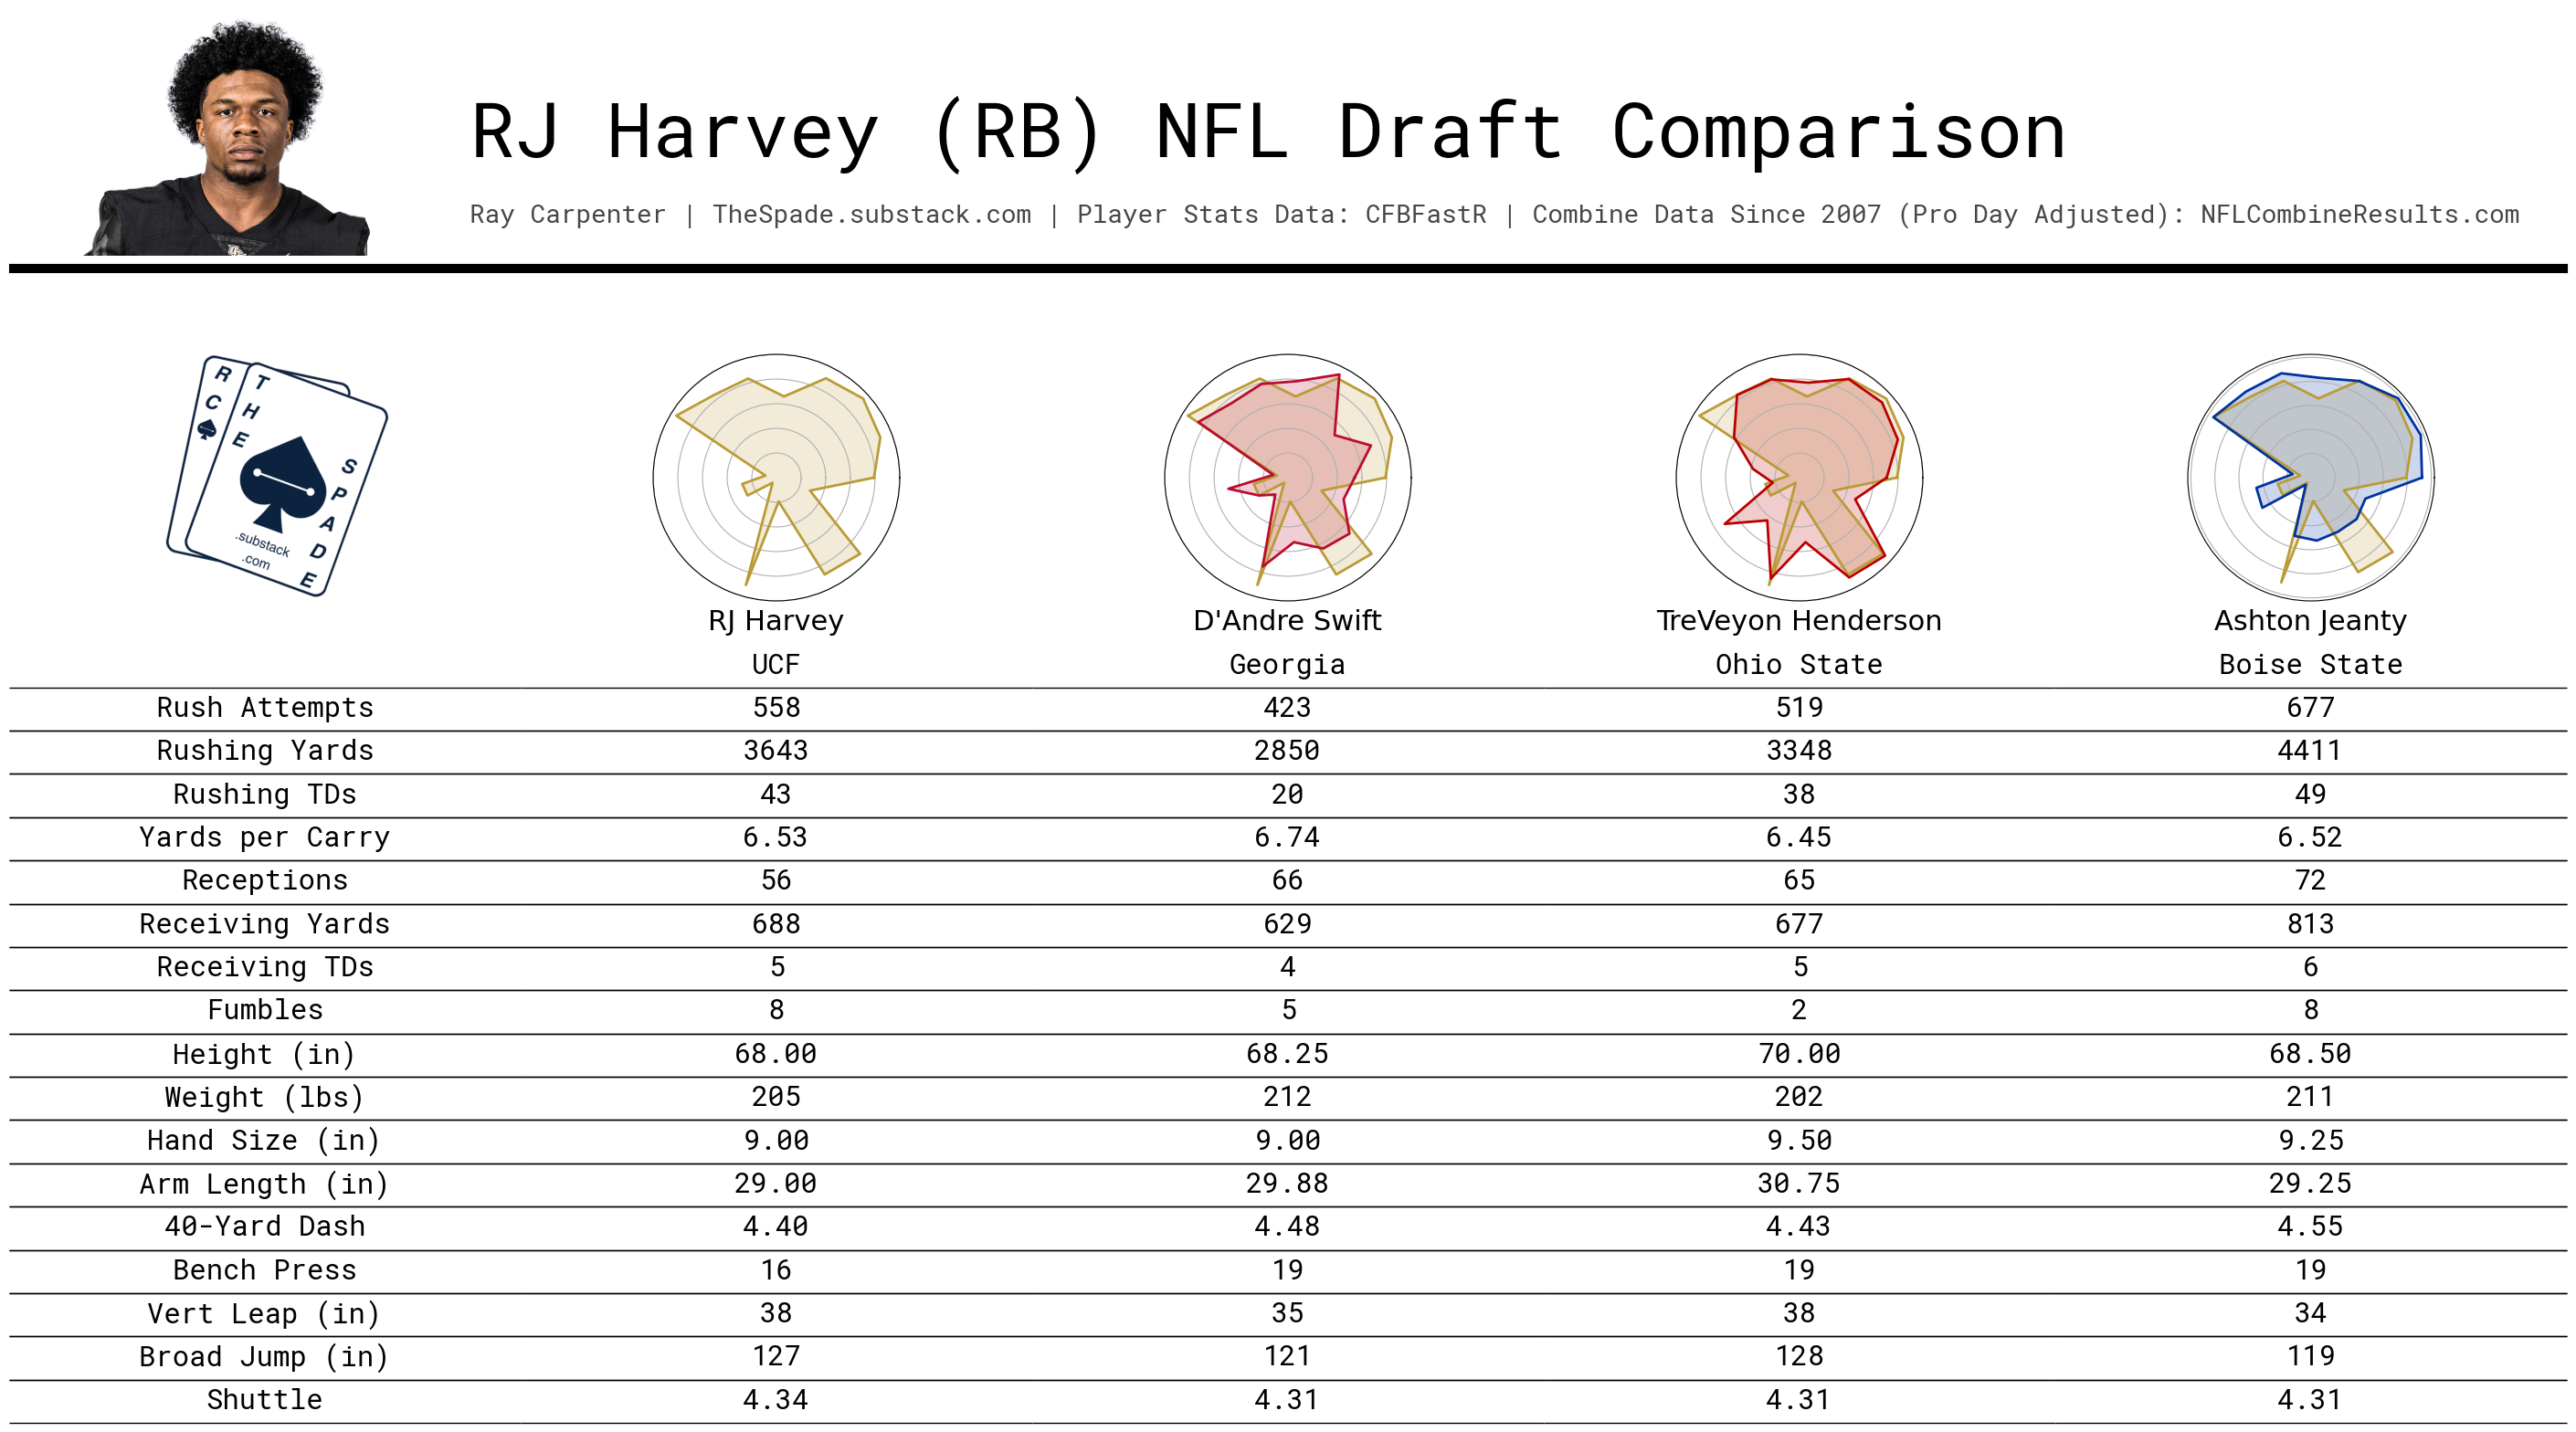 RJ Harvey (RB) NFL Draft Comparison
Ray Carpenter | TheSpade.substack.com | Player Stats Data: CFBFastR | Combine Data Since 2007 (Pro Day Adjusted): NFLCombineResults.com
RC
THE
SPADE
.substack
.com
RJ Harvey D'Andre Swift TreVeyon Henderson Ashton Jeanty
UCF Georgia Ohio State Boise State
Rush Attempts 558 423 519 677
Rushing Yards 3643 2850 3348 4411
Rushing TDs 43 20 38 49
Yards per Carry 6.53 6.74 6.45 6.52
Receptions 56 66 65 72
Receiving Yards 688 629 677 813
Receiving TDs 5 4 5 6
Fumbles 8 5 2 8
Height (in) 68.00 68.25 70.00 68.50
Weight (lbs) 205 212 202 211
Hand Size (in) 9.00 9.00 9.50 9.25
Arm Length (in) 29.00 29.88 30.75 29.25
40-Yard Dash 4.40 4.48 4.43 4.55
Bench Press 16 19 19 19
Vert Leap (in) 38 35 38 34
Broad Jump (in) 127 121 128 119
Shuttle 4.34 4.31 4.31 4.31